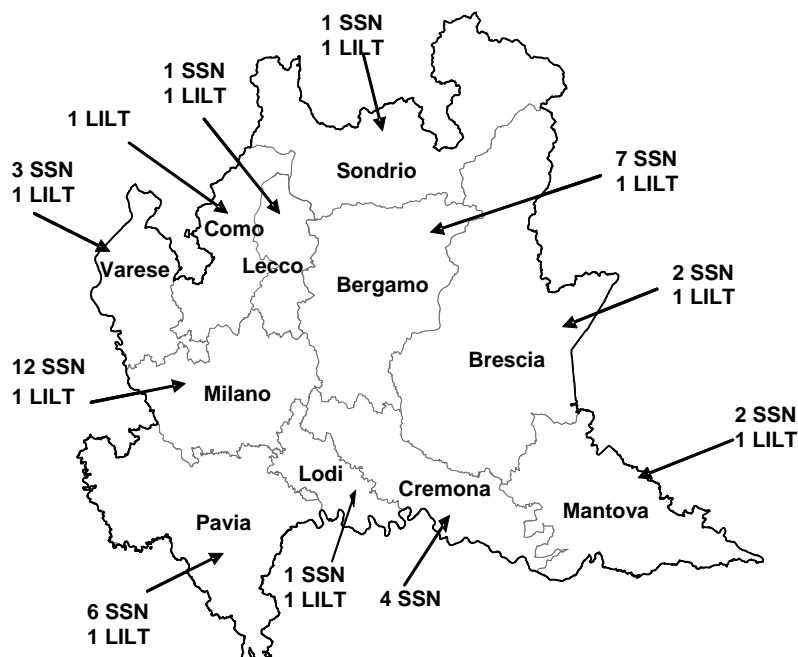 1 SSN
1 LILT
1 SSN
1 LILT
1 LILT
Sondrio
7 SSN
1 LILT
3 SSN
1 LILT
Como
Varese
Lecco
Bergamo
2 SSN
1 LILT
Brescia
12 SSN
1 LILT
Milano
2 SSN
1 LILT
Lodi
Cremona
Mantova
Pavia
1 SSN
1 LILT
4 SSN
6 SSN
1 LILT